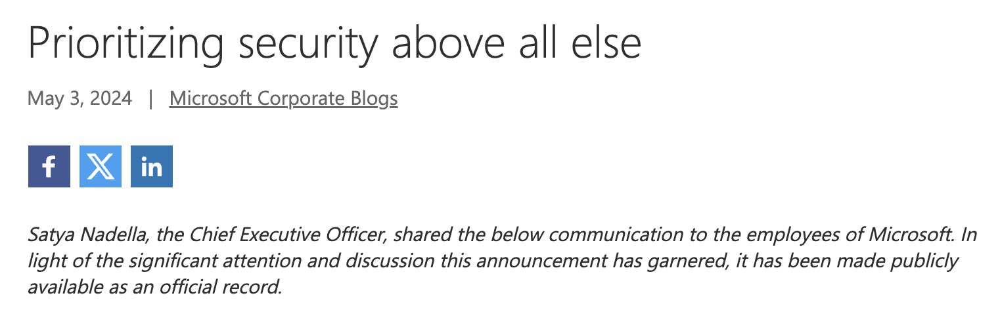 Prioritizing security above all else
May 3, 2024 | Microsoft Corporate Blogs
f X in
Satya Nadella, the Chief Executive Officer, shared the below communication to the employees of Microsoft. In
light of the significant attention and discussion this announcement has garnered, it has been made publicly
available as an official record.